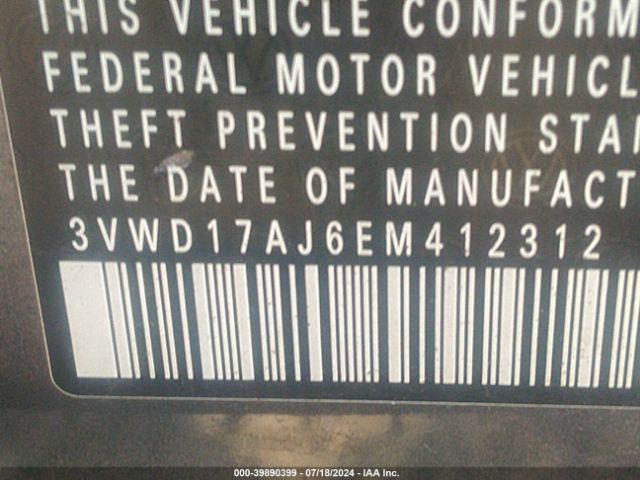 THIS VEHICLE CONFORM
FEDERAL MOTOR VEHICL
THEFT PREVENTION STA
THE DATE OF MANUFACT
3VWD17AJ6EM412312
000-39890399 - 07/18/2024 - IAA Inc.